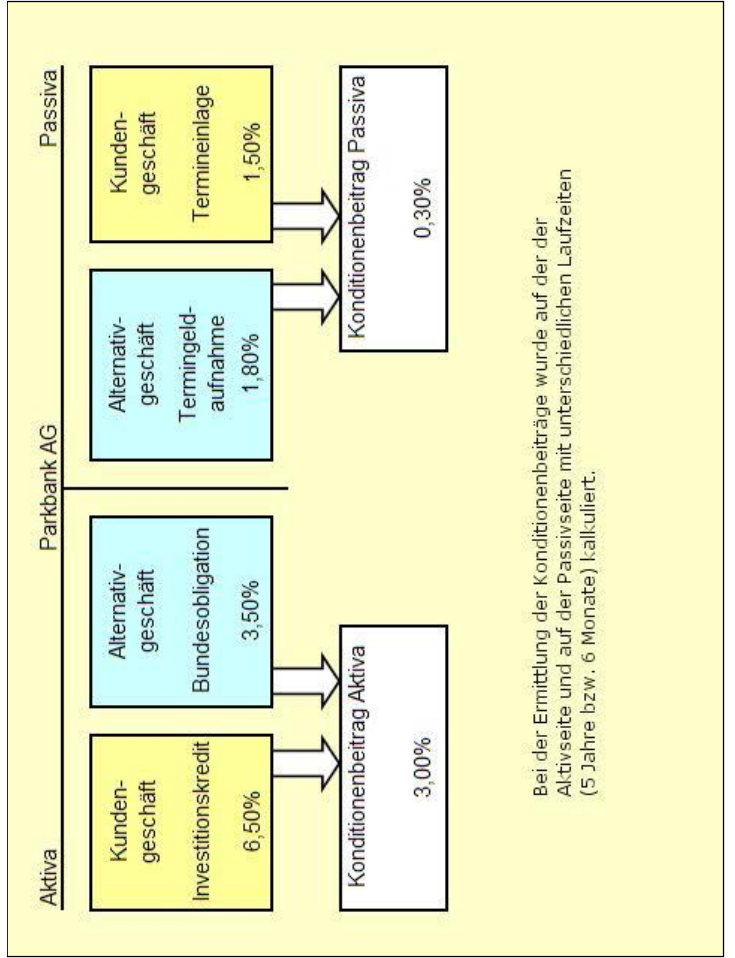 Aktiva
Parkbank AG
Passiva
Kunden-
geschäft
Investitionskredit
6,50%
Alternativ-
geschäft
Bundesobligation
3,50%
Alternativ-
geschäft
Termingeld-
aufnahme
1,80%
Kunden-
geschäft
Termineinlage
1,50%
Konditionenbeitrag Aktiva
3,00%
Konditionenbeitrag Passiva
0,30%
Bei der Ermittlung der Konditionenbeiträge wurde auf der der
Aktivseite und auf der Passivseite mit unterschiedlichen Laufzeiten
(5 Jahre bzw. 6 Monate) kalkuliert.